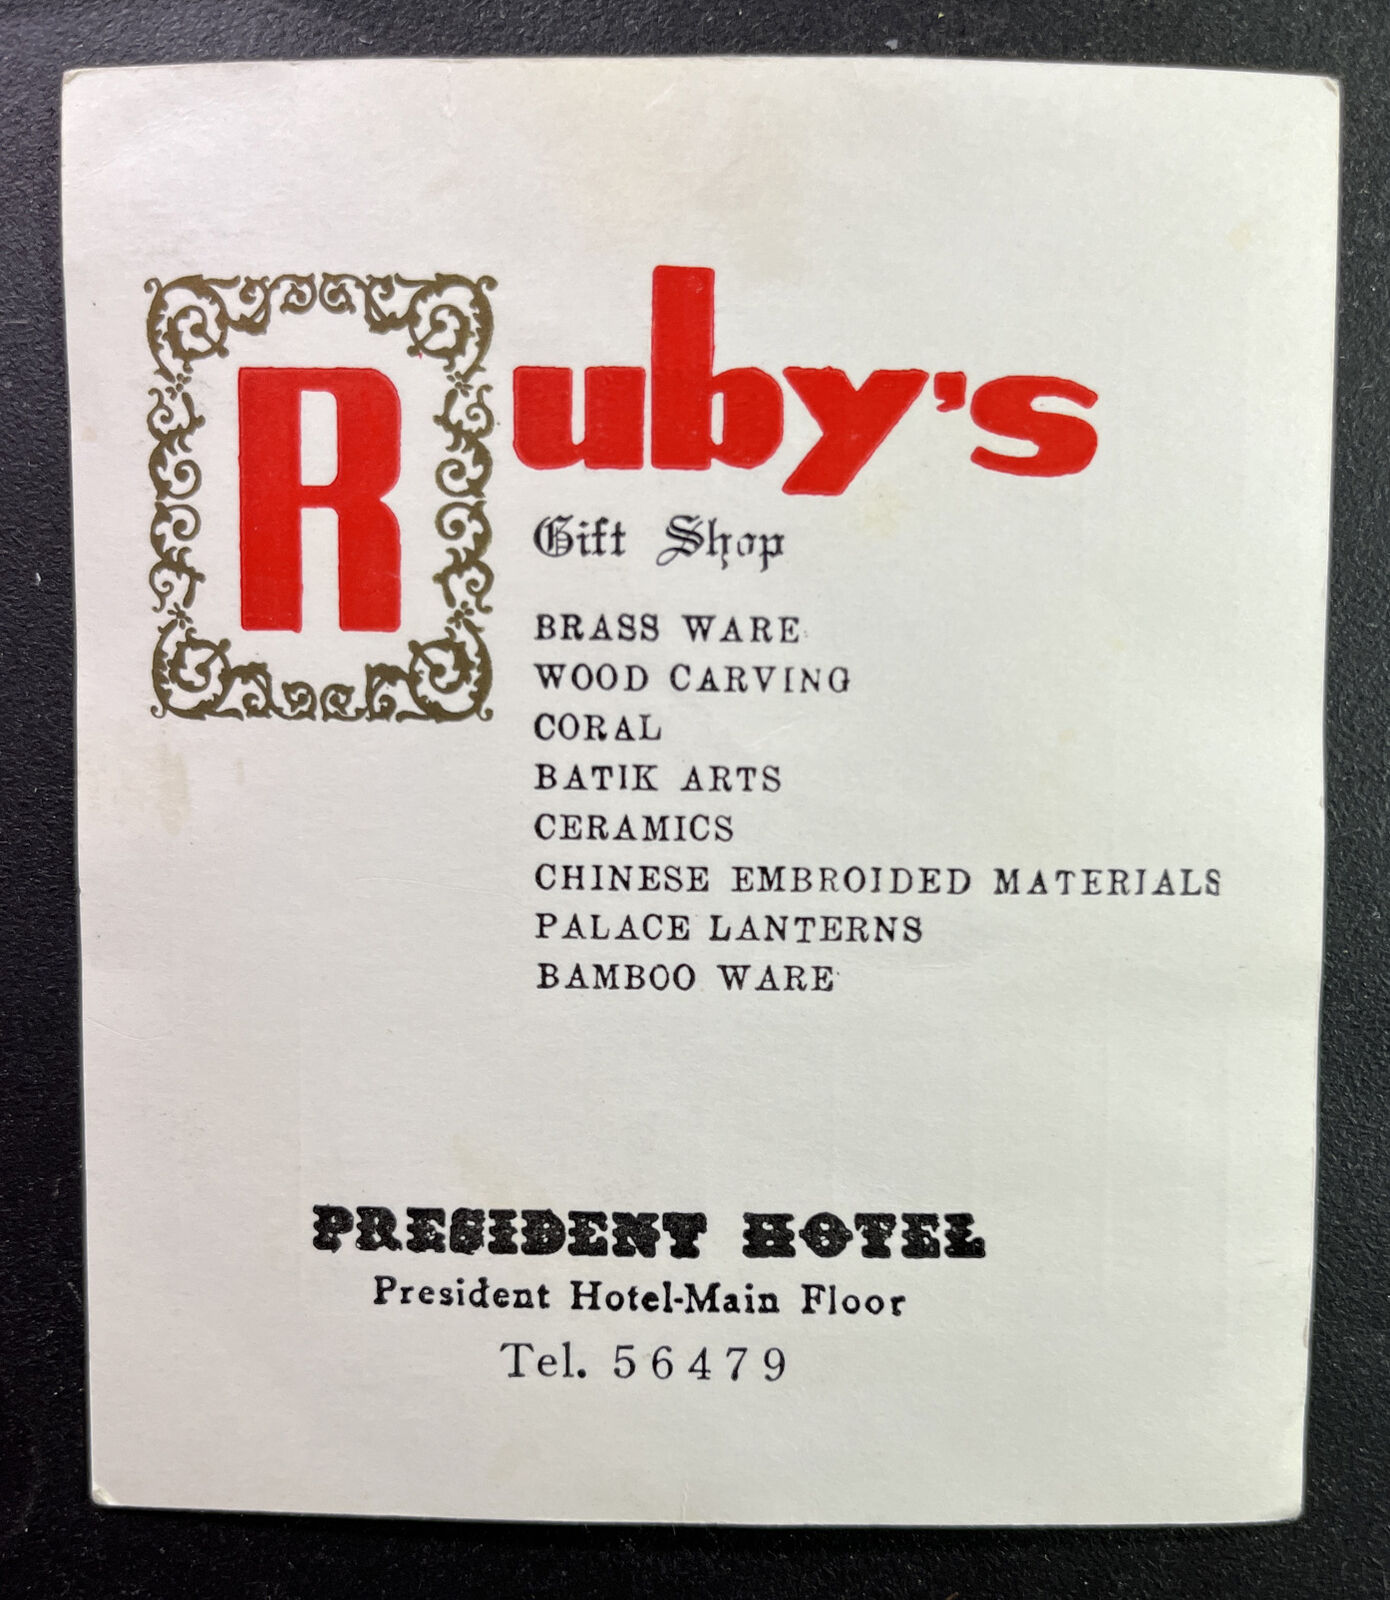 Ruby's
Gift Shop
BRASS WARE
WOOD CARVING
CORAL
BATIK ARTS
CERAMICS
CHINESE EMBROIDED MATERIALS
PALACE LANTERNS
BAMBOO WARE
PRESIDENT HOTEL
President Hotel-Main Floor
Tel. 56479